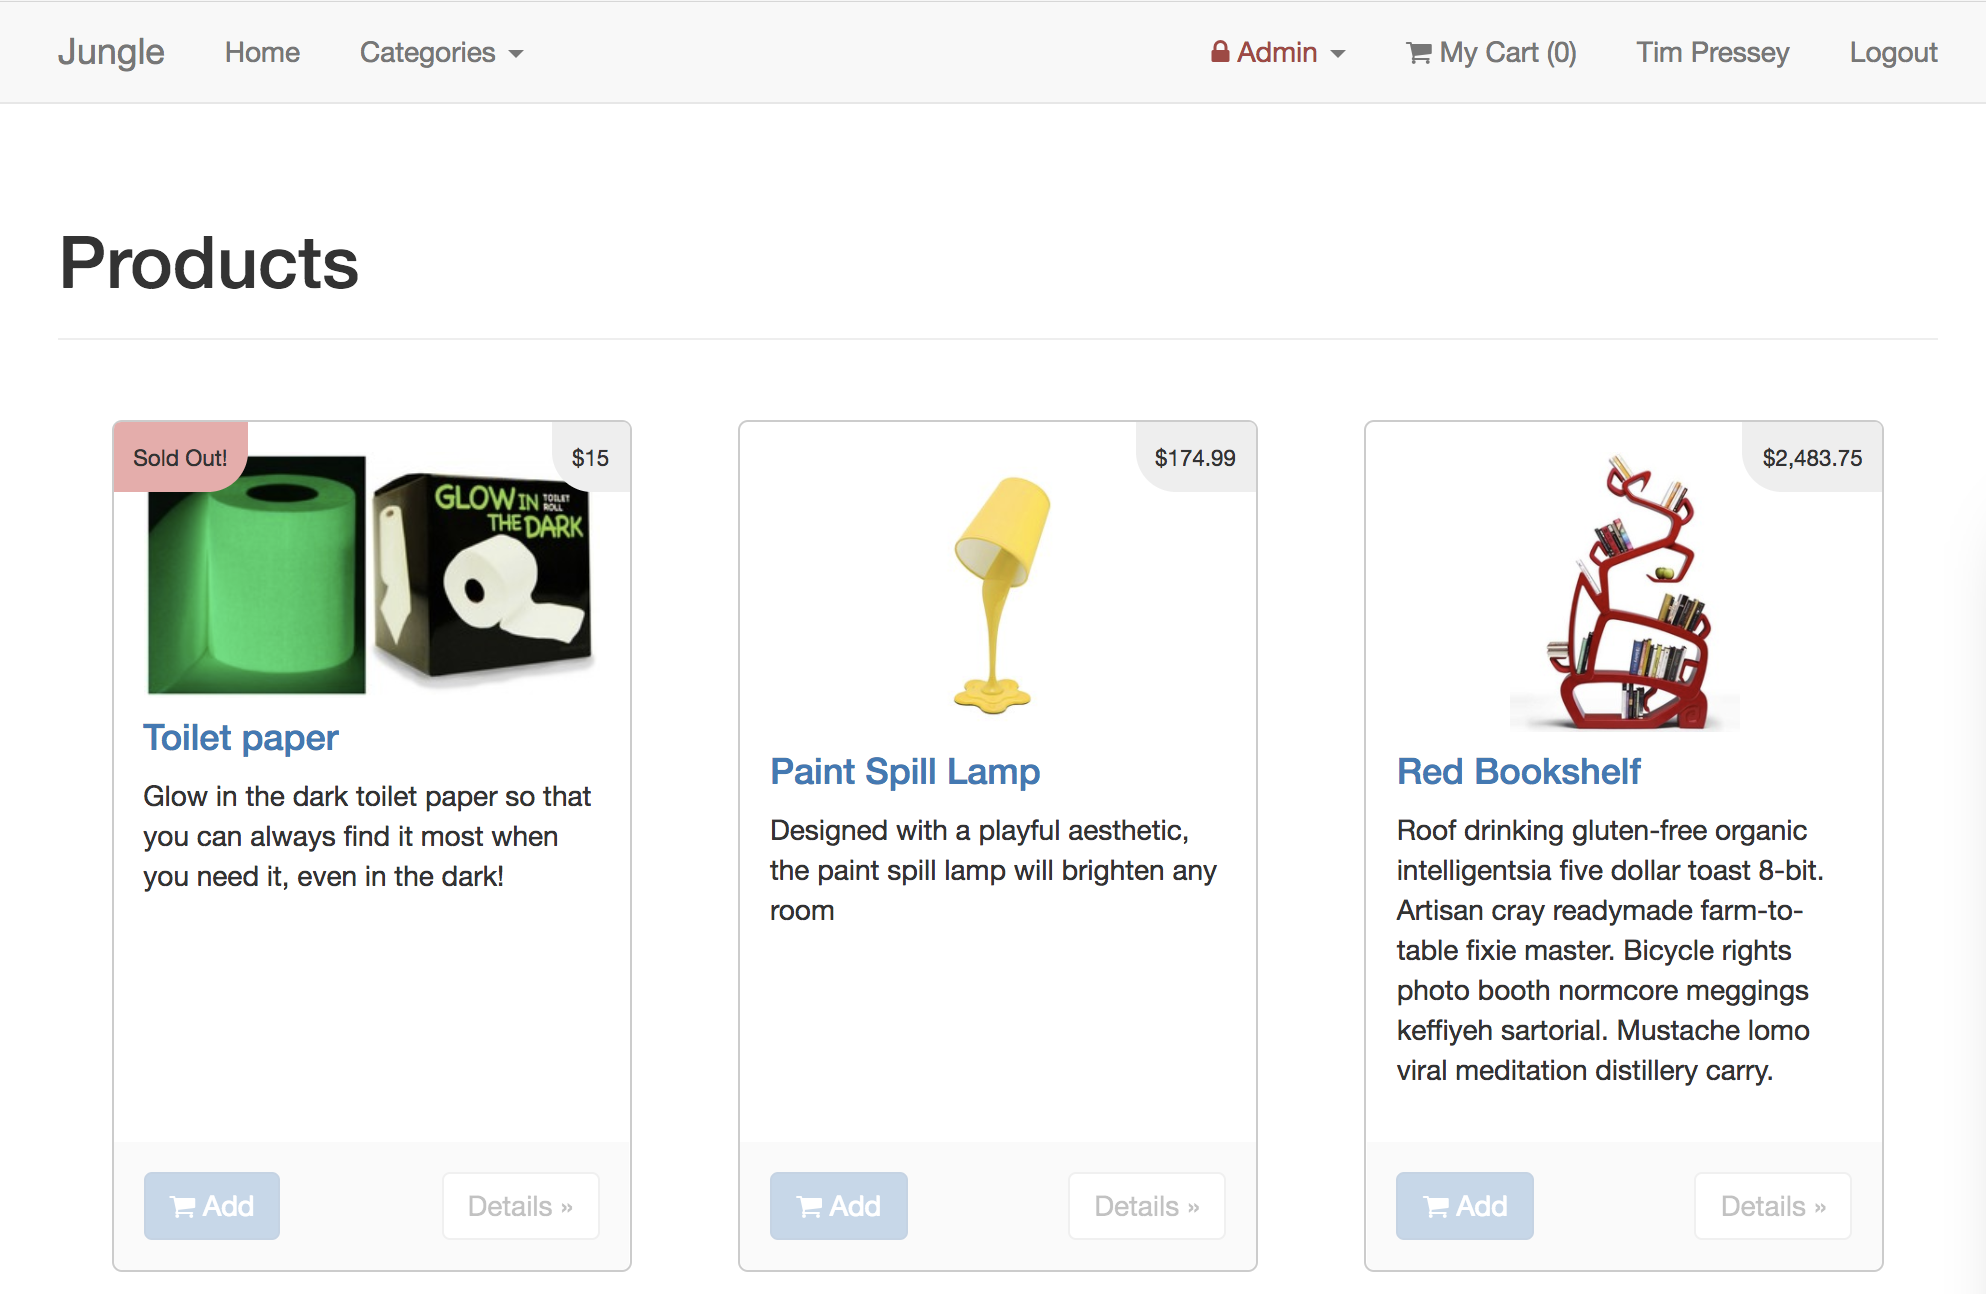 Jungle Home Categories Admin My Cart (0) Tim Pressey Logout
Products
Sold Out! $15
GLOW IN TOILET ROLL
THE DARK
Toilet paper
Glow in the dark toilet paper so that
you can always find it most when
you need it, even in the dark!
Add Details »
$174.99
Paint Spill Lamp
Designed with a playful aesthetic,
the paint spill lamp will brighten any
room
Add Details »
$2,483.75
Red Bookshelf
Roof drinking gluten-free organic
intelligentsia five dollar toast 8-bit.
Artisan cray readymade farm-to-
table fixie master. Bicycle rights
photo booth normcore meggings
keffiyeh sartorial. Mustache lomo
viral meditation distillery carry.
Add Details »